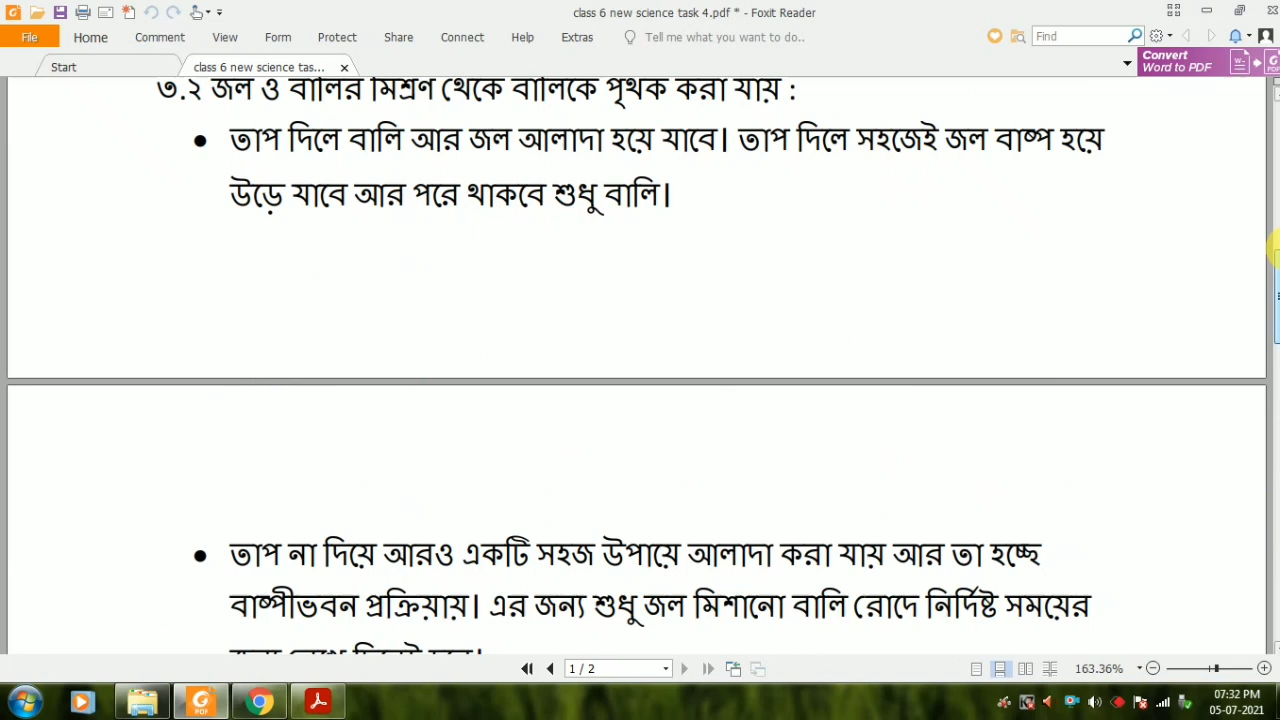 class 6 new science task 4.pdf * - Foxit Reader
File Home Comment View Form Protect Share Connect Help Extras Tell me what you want to do.. Find
Start class 6 new science tas... Convert Word to PDF
৩.২ জল ও বালির মিশ্রণ থেকে বালিকে পৃথক করা যায় :
• তাপ দিলে বালি আর জল আলাদা হয়ে যাবে। তাপ দিলে সহজেই জল বাষ্প হয়ে
উড়ে যাবে আর পরে থাকবে শুধু বালি।
• তাপ না দিয়ে আরও একটি সহজ উপায়ে আলাদা করা যায় আর তা হচ্ছে
বাষ্পীভবন প্রক্রিয়ায়। এর জন্য শুধু জল মিশানো বালি রোদে নির্দিষ্ট সময়ের
1 / 2 163.36%
07:32 PM
05-07-2021